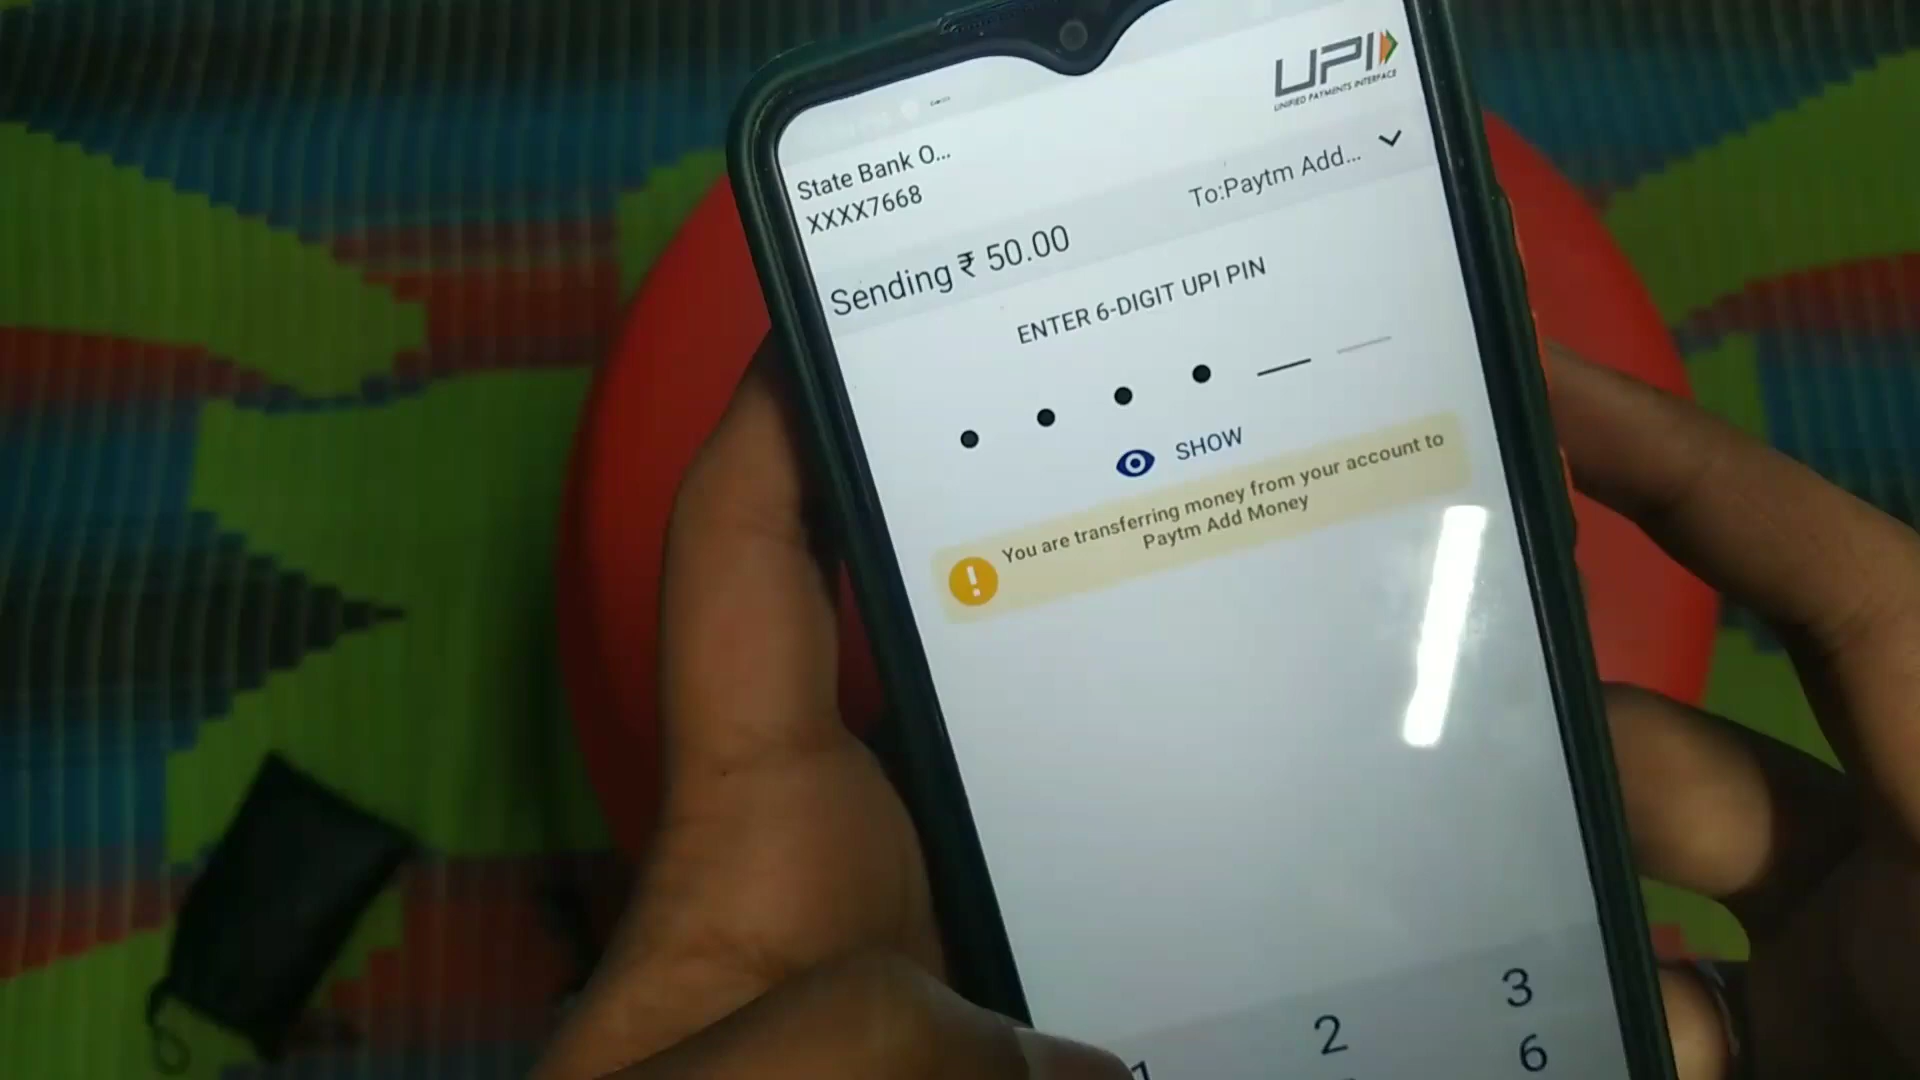 UPI
UNIFIED PAYMENTS INTERFACE
State Bank O...
XXXX7668
To:Paytm Add...
Sending ₹ 50.00
ENTER 6-DIGIT UPI PIN
SHOW
You are transferring money from your account to
Paytm Add Money
1 2 3
6